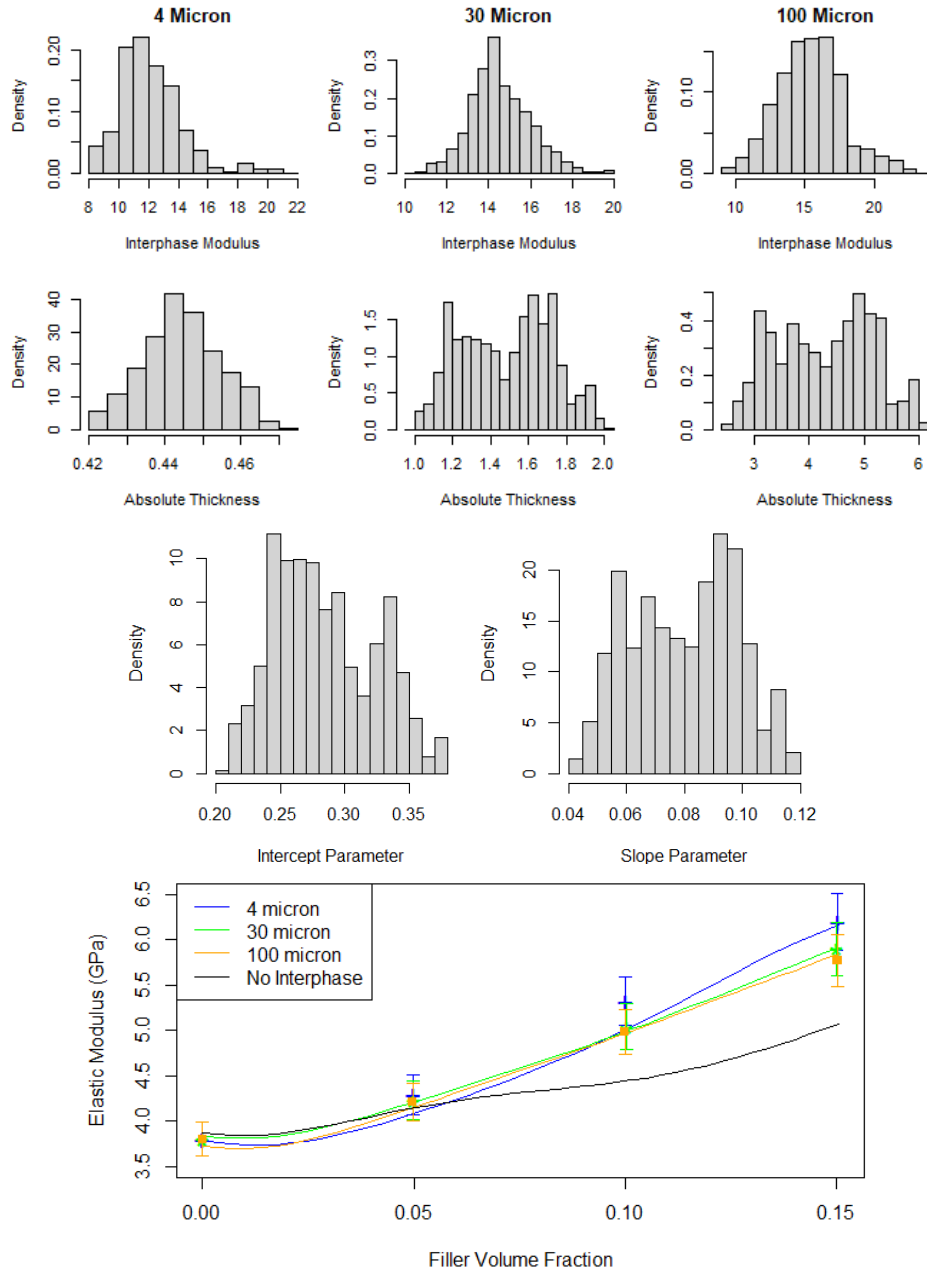 4 Micron 30 Micron 100 Micron
Density Density Density
0.00 0.10 0.20
0.0 0.1 0.2 0.3
0.00 0.10
8 10 12 14 16 18 20 22
10 12 14 16 18 20
10 15 20
Interphase Modulus Interphase Modulus Interphase Modulus
Density Density Density
0 10 20 30 40
0.0 0.5 1.0 1.5
0.0 0.2 0.4
0.42 0.44 0.46
1.0 1.2 1.4 1.6 1.8 2.0
3 4 5 6
Absolute Thickness Absolute Thickness Absolute Thickness
Density Density
0 2 4 6 8 10
0 5 10 15 20
0.20 0.25 0.30 0.35
0.04 0.06 0.08 0.10 0.12
Intercept Parameter Slope Parameter
Elastic Modulus (GPa)
3.5 4.0 4.5 5.0 5.5 6.0 6.5
4 micron
30 micron
100 micron
No Interphase
0.00 0.05 0.10 0.15
Filler Volume Fraction